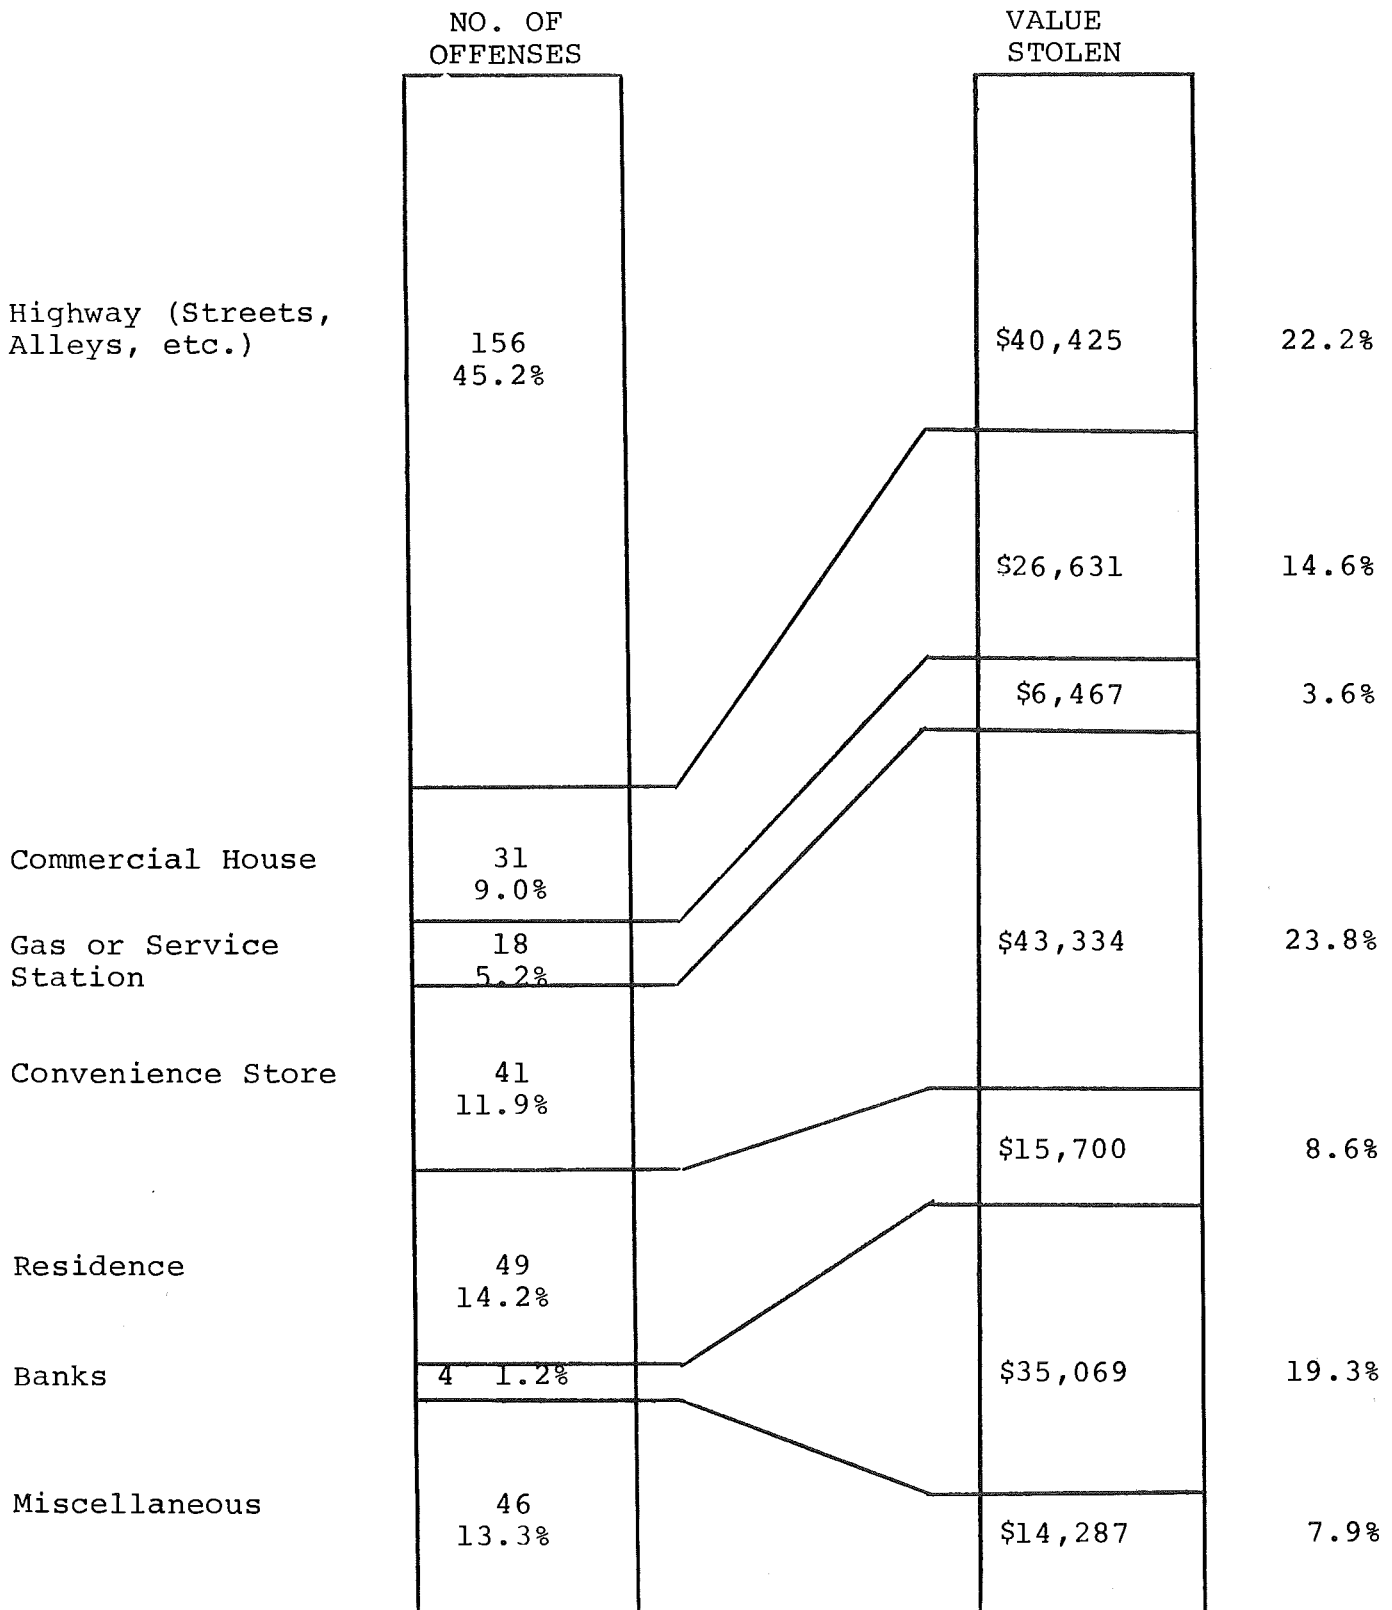 NO. OF VALUE
OFFENSES STOLEN
Highway (Streets,
Alleys, etc.) 156 $40,425 22.2%
45.2%
$26,631 14.6%
$6,467 3.6%
Commercial House 31
9.0%
Gas or Service 18 $43,334 23.8%
Station 5.2%
Convenience Store 41
11.9%
$15,700 8.6%
Residence 49
14.2%
Banks 4 1.2% $35,069 19.3%
Miscellaneous 46
13.3% $14,287 7.9%